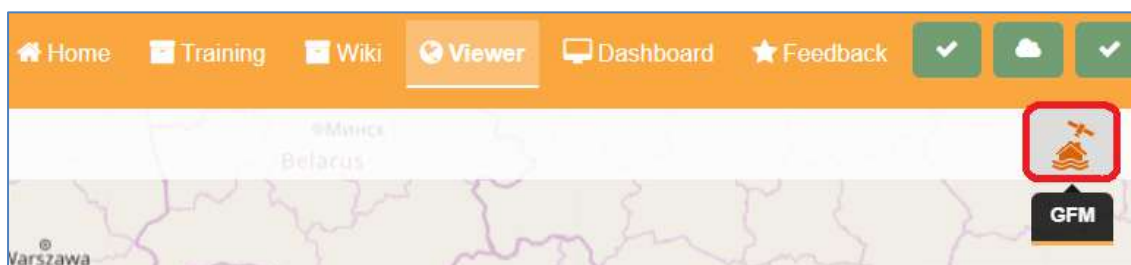 Home Training Wiki Viewer Dashboard Feedback
Минск
Belarus
GFM
Warszawa